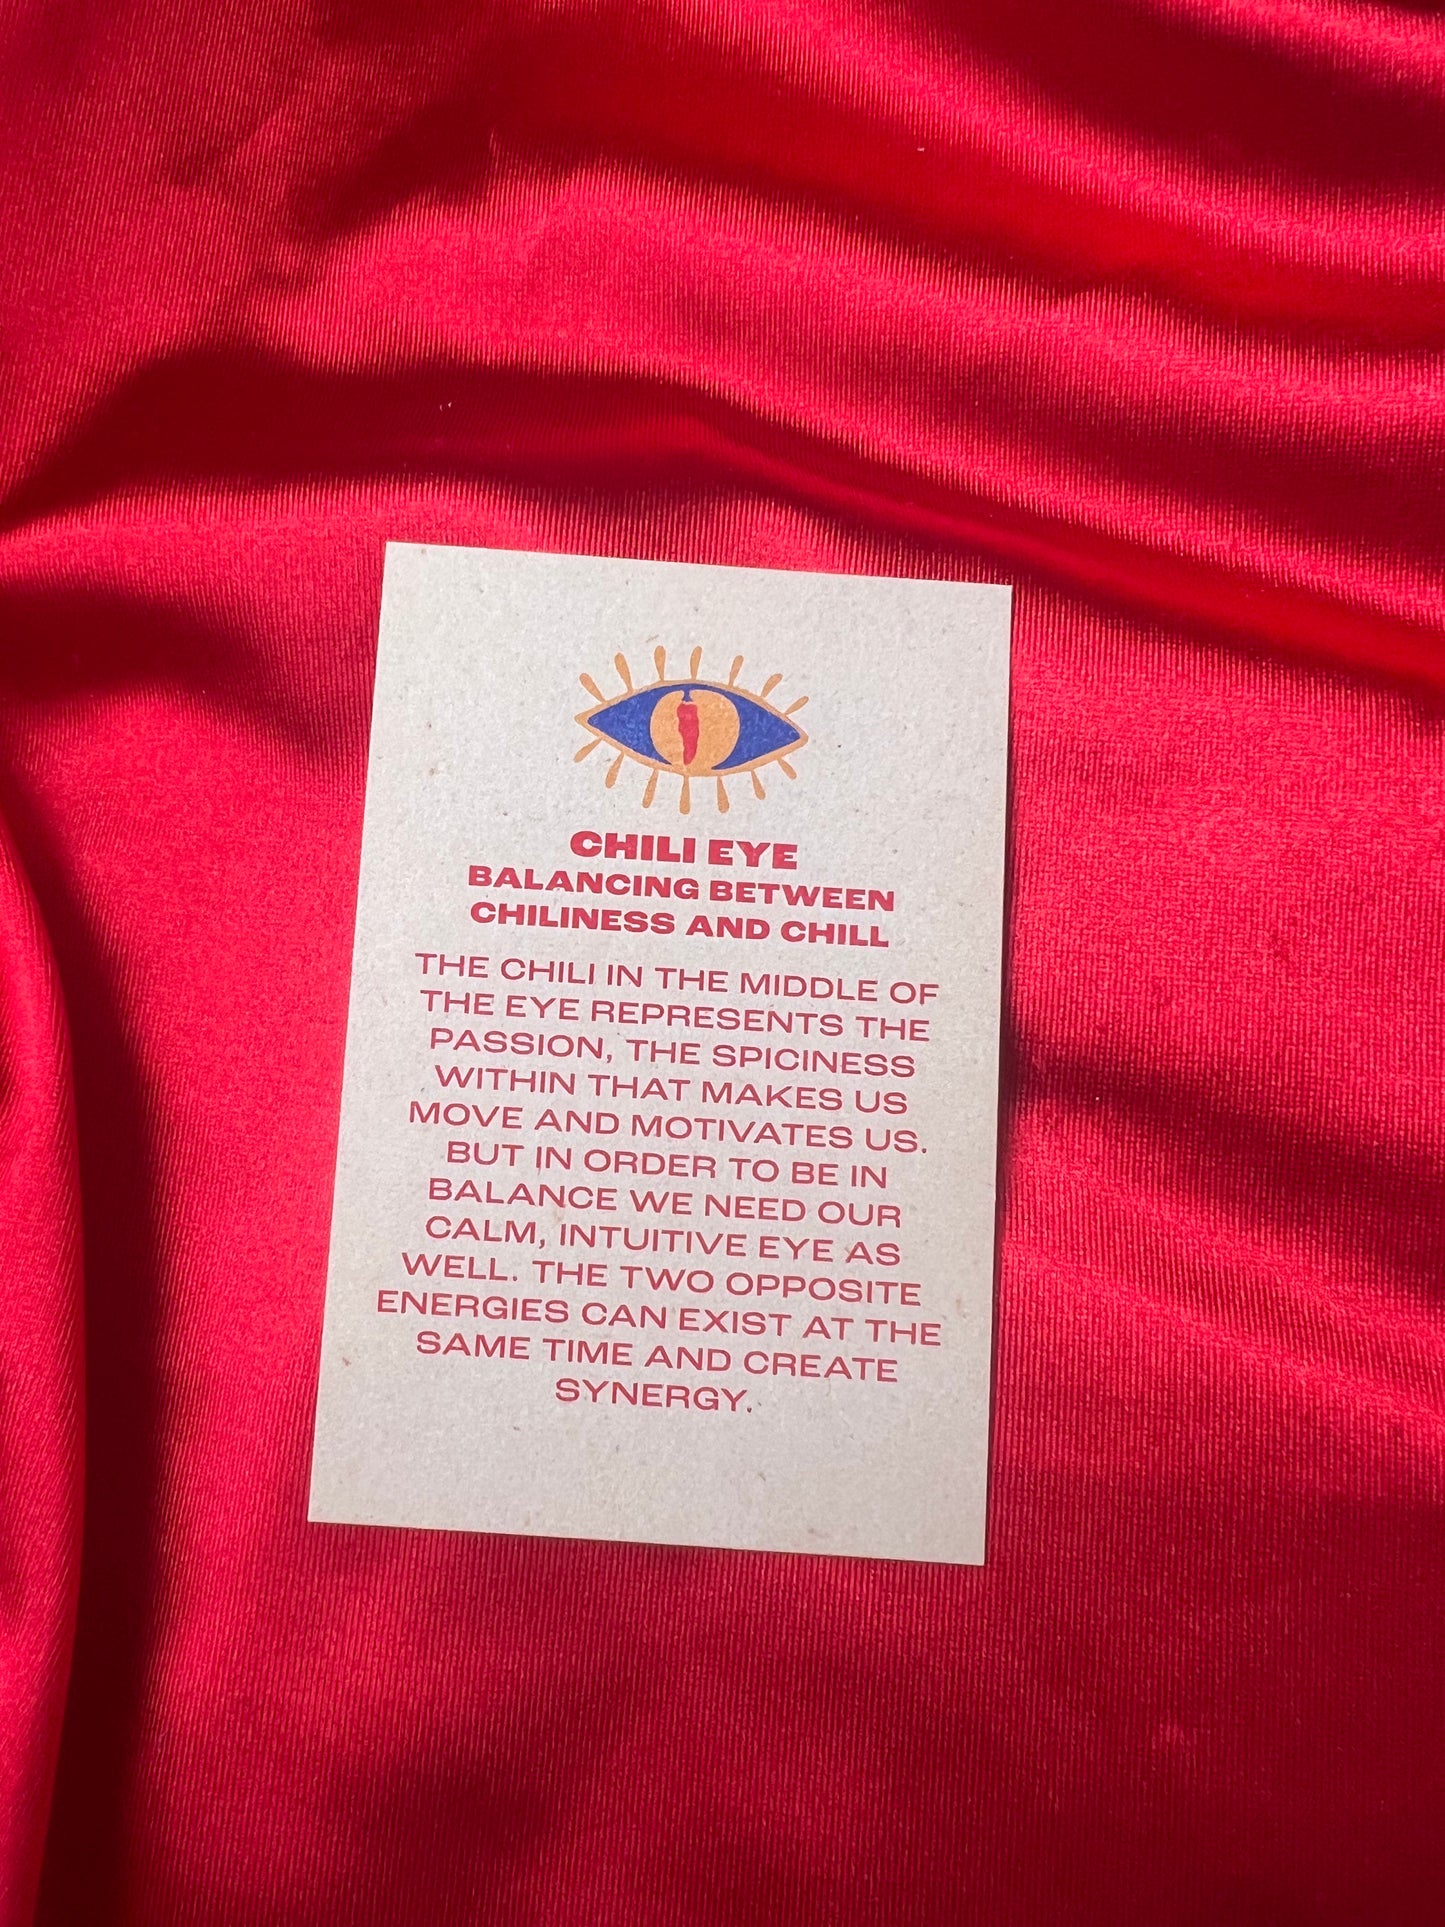 CHILI EYE
BALANCING BETWEEN
CHILINESS AND CHILL
THE CHILI IN THE MIDDLE OF
THE EYE REPRESENTS THE
PASSION, THE SPICINESS
WITHIN THAT MAKES US
MOVE AND MOTIVATES US.
BUT IN ORDER TO BE IN
BALANCE WE NEED OUR
CALM, INTUITIVE EYE AS
WELL. THE TWO OPPOSITE
ENERGIES CAN EXIST AT THE
SAME TIME AND CREATE
SYNERGY.